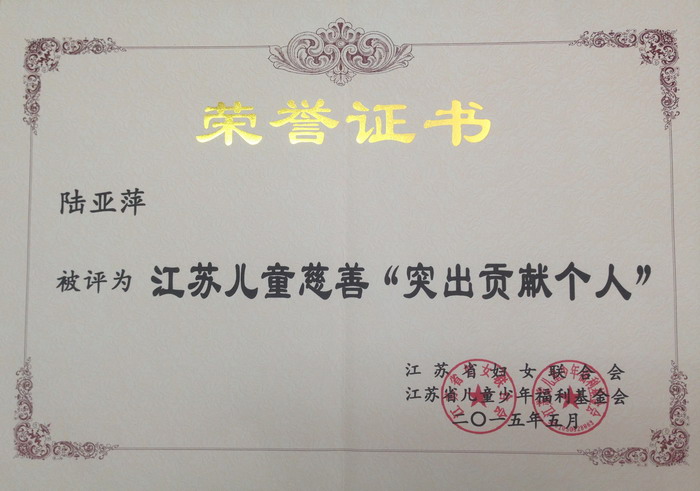 荣誉证书
陆亚萍
被评为 江苏儿童慈善“突出贡献个人”
江苏省妇女联合会
江苏省儿童少年福利基金会
二〇一五年五月